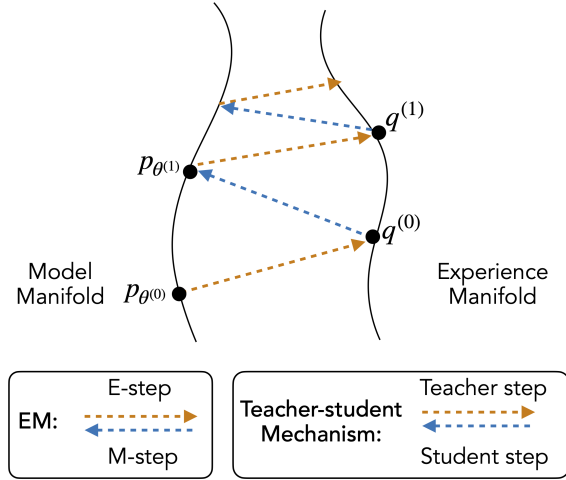 q⁽¹⁾
p_θ⁽¹⁾
q⁽⁰⁾
Model
Manifold
p_θ⁽⁰⁾
Experience
Manifold
EM:
E-step
M-step
Teacher-student
Mechanism:
Teacher step
Student step